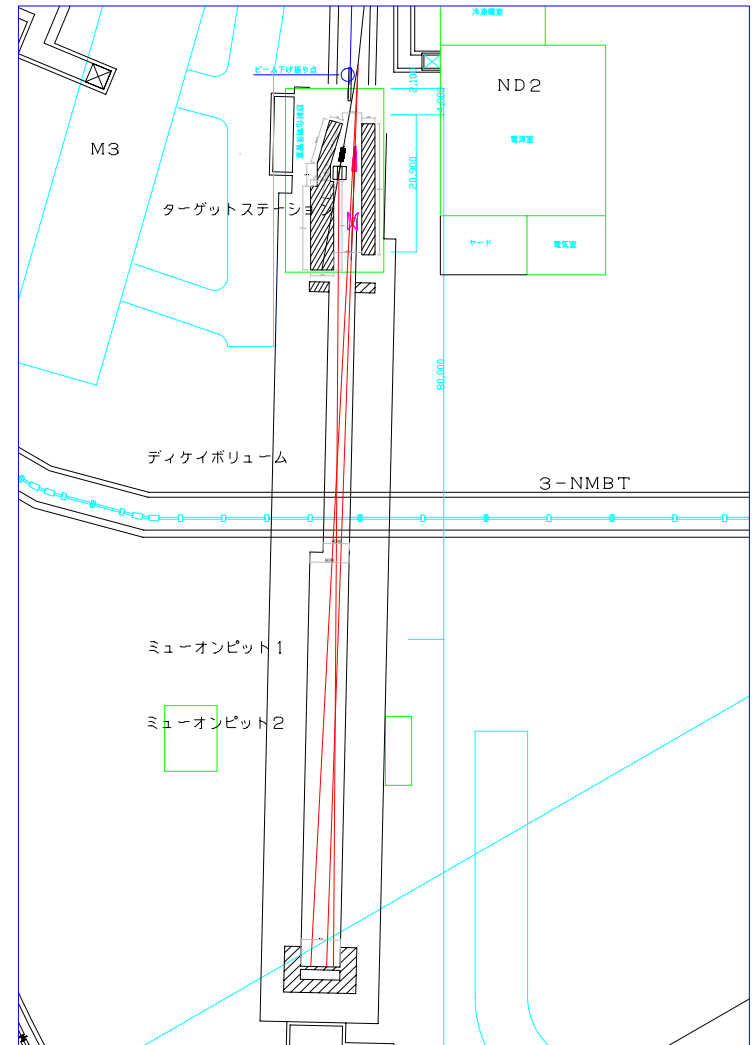 冷凍機室
ビーム下げ振り点
2,100
4,000
ND2
電源室
M3
20,900
ターゲットステーション
ヤード
電気室
80,000
ディケイボリューム
3-NMBT
ミューオンピット1
ミューオンピット2